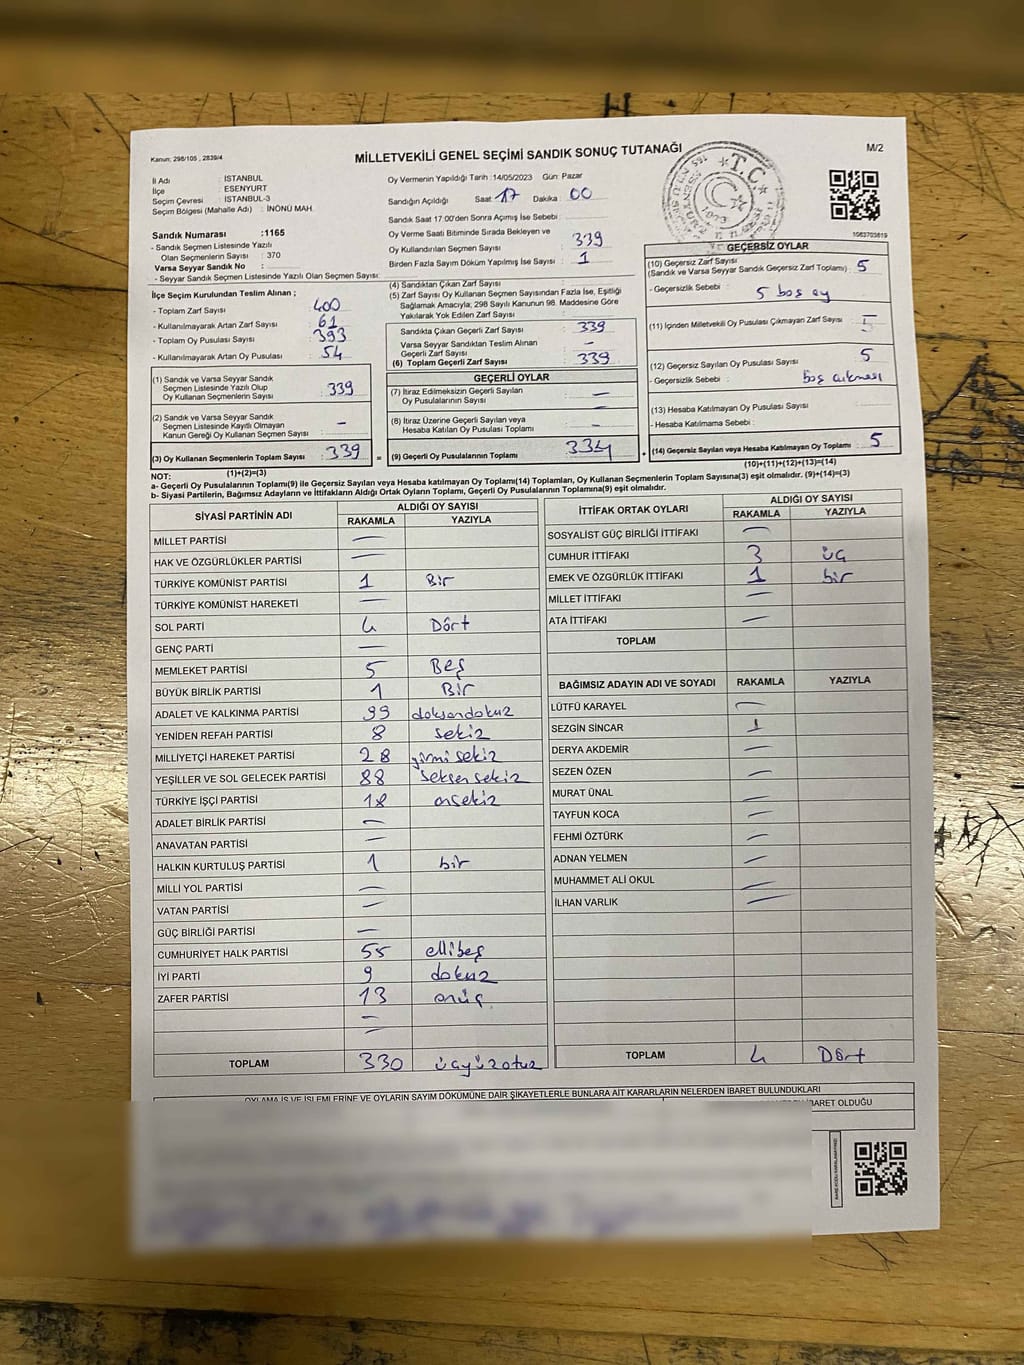 Kanun; 298/105 , 2839/4
MİLLETVEKİLİ GENEL SEÇİMİ SANDIK SONUÇ TUTANAĞI
M/2
İl Adı : İSTANBUL
İlçe : ESENYURT
Seçim Çevresi : İSTANBUL-3
Seçim Bölgesi (Mahalle Adı) : İNÖNÜ MAH.
Sandık Numarası :1165
- Sandık Seçmen Listesinde Yazılı
Olan Seçmenlerin Sayısı : 370
Varsa Seyyar Sandık No :
- Seyyar Sandık Seçmen Listesinde Yazılı Olan Seçmen Sayısı:
Oy Vermenin Yapıldığı Tarih :14/05/2023 Gün: Pazar
Sandığın Açıldığı Saat : 17 Dakika : 00
Sandık Saat 17:00'den Sonra Açımış İse Sebebi :
Oy Verme Saati Bitiminde Sırada Bekleyen ve
Oy Kullandırılan Seçmen Sayısı : 339
Birden Fazla Sayım Döküm Yapılmış İse Sayısı : 1
T.C.
İlçe Seçim Kurulundan Teslim Alınan ;
- Toplam Zarf Sayısı : 400
- Kullanılmayarak Artan Zarf Sayısı : 61
- Toplam Oy Pusulası Sayısı : 393
- Kullanılmayarak Artan Oy Pusulası : 54
(4) Sandıktan Çıkan Zarf Sayısı :
(5) Zarf Sayısı Oy Kullanan Seçmen Sayısından Fazla İse, Eşitliği
Sağlamak Amacıyla; 298 Sayılı Kanunun 98. Maddesine Göre
Yakılarak Yok Edilen Zarf Sayısı :
Sandıkta Çıkan Geçerli Zarf Sayısı : 339
Varsa Seyyar Sandıktan Teslim Alınan
Geçerli Zarf Sayısı : –
(6) Toplam Geçerli Zarf Sayısı : 339
(1) Sandık ve Varsa Seyyar Sandık
Seçmen Listesinde Yazılı Olup
Oy Kullanan Seçmenlerin Sayısı : 339
(2) Sandık ve Varsa Seyyar Sandık
Seçmen Listesinde Kayıtlı Olmayan
Kanun Gereği Oy Kullanan Seçmen Sayısı : –
(3) Oy Kullanan Seçmenlerin Toplam Sayısı : 339
(1)+(2)=(3)
=
GEÇERLİ OYLAR
(7) İtiraz Edilmeksizin Geçerli Sayılan
Oy Pusulalarının Sayısı : –
(8) İtiraz Üzerine Geçerli Sayılan veya
Hesaba Katılan Oy Pusulası Toplamı : –
(9) Geçerli Oy Pusulalarının Toplamı : 334
+
GEÇERSİZ OYLAR
(10) Geçersiz Zarf Sayısı
(Sandık ve Varsa Seyyar Sandık Geçersiz Zarf Toplamı) : 5
- Geçersizlik Sebebi : 5 boş oy
(11) İçinden Milletvekili Oy Pusulası Çıkmayan Zarf Sayısı :
(12) Geçersiz Sayılan Oy Pusulası Sayısı : 5
- Geçersizlik Sebebi : boş çıkması
(13) Hesaba Katılmayan Oy Pusulası Sayısı
- Hesaba Katılmama Sebebi :
(14) Geçersiz Sayılan veya Hesaba Katılmayan Oy Toplamı : 5
(10)+(11)+(12)+(13)=(14)
NOT:
a- Geçerli Oy Pusulalarının Toplamı(9) ile Geçersiz Sayılan veya Hesaba katılmayan Oy Toplamı(14) Toplamları, Oy Kullanan Seçmenlerin Toplam Sayısına(3) eşit olmalıdır. (9)+(14)=(3)
b- Siyasi Partilerin, Bağımsız Adayların ve İttifakların Aldığı Ortak Oyların Toplamı, Geçerli Oy Pusulalarının Toplamına(9) eşit olmalıdır.
SİYASİ PARTİNİN ADI ALDIĞI OY SAYISI
RAKAMLA YAZIYLA
MİLLET PARTİSİ –
HAK VE ÖZGÜRLÜKLER PARTİSİ –
TÜRKİYE KOMÜNİST PARTİSİ 1 Bir
TÜRKİYE KOMÜNİST HAREKETİ –
SOL PARTİ 4 Dört
GENÇ PARTİ –
MEMLEKET PARTİSİ 5 Beş
BÜYÜK BİRLİK PARTİSİ 1 Bir
ADALET VE KALKINMA PARTİSİ 99 doksandokuz
YENİDEN REFAH PARTİSİ 8 sekiz
MİLLİYETÇİ HAREKET PARTİSİ 28 yirmi sekiz
YEŞİLLER VE SOL GELECEK PARTİSİ 88 seksen sekiz
TÜRKİYE İŞÇİ PARTİSİ 18 onsekiz
ADALET BİRLİK PARTİSİ –
ANAVATAN PARTİSİ –
HALKIN KURTULUŞ PARTİSİ 1 bir
MİLLİ YOL PARTİSİ –
VATAN PARTİSİ –
GÜÇ BİRLİĞİ PARTİSİ –
CUMHURİYET HALK PARTİSİ 55 ellibeş
İYİ PARTİ 9 dokuz
ZAFER PARTİSİ 13 onüç
–
–
TOPLAM 330 üçyüzotuz
İTTİFAK ORTAK OYLARI ALDIĞI OY SAYISI
RAKAMLA YAZIYLA
SOSYALİST GÜÇ BİRLİĞİ İTTİFAKI –
CUMHUR İTTİFAKI 3 üç
EMEK VE ÖZGÜRLÜK İTTİFAKI 1 bir
MİLLET İTTİFAKI –
ATA İTTİFAKI –
TOPLAM
BAĞIMSIZ ADAYIN ADI VE SOYADI RAKAMLA YAZIYLA
LÜTFÜ KARAYEL –
SEZGİN SİNCAR
DERYA AKDEMİR –
SEZEN ÖZEN –
MURAT ÜNAL –
TAYFUN KOCA –
FEHMİ ÖZTÜRK –
ADNAN YELMEN –
MUHAMMET ALİ OKUL –
İLHAN VARLIK –
TOPLAM 4 Dört
OYLAMA İŞ VE İŞLEMLERİNE VE OYLARIN SAYIM DÖKÜMÜNE DAİR ŞİKAYETLERLE BUNLARA AİT KARARLARIN NELERDEN İBARET BULUNDUKLARI
İBARET OLDUĞU